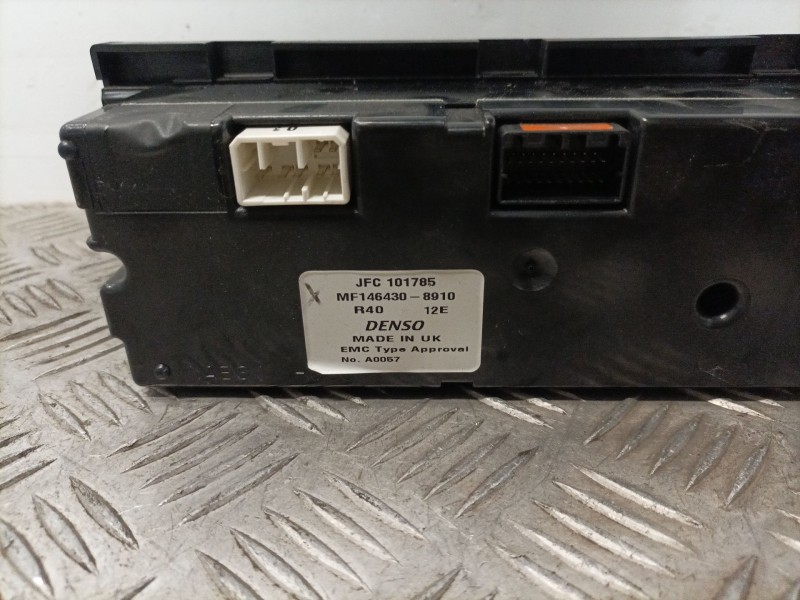 JFC 101785
MF146430-8910
R40 12E
DENSO
MADE IN UK
EMC Type Approval
No. A0057